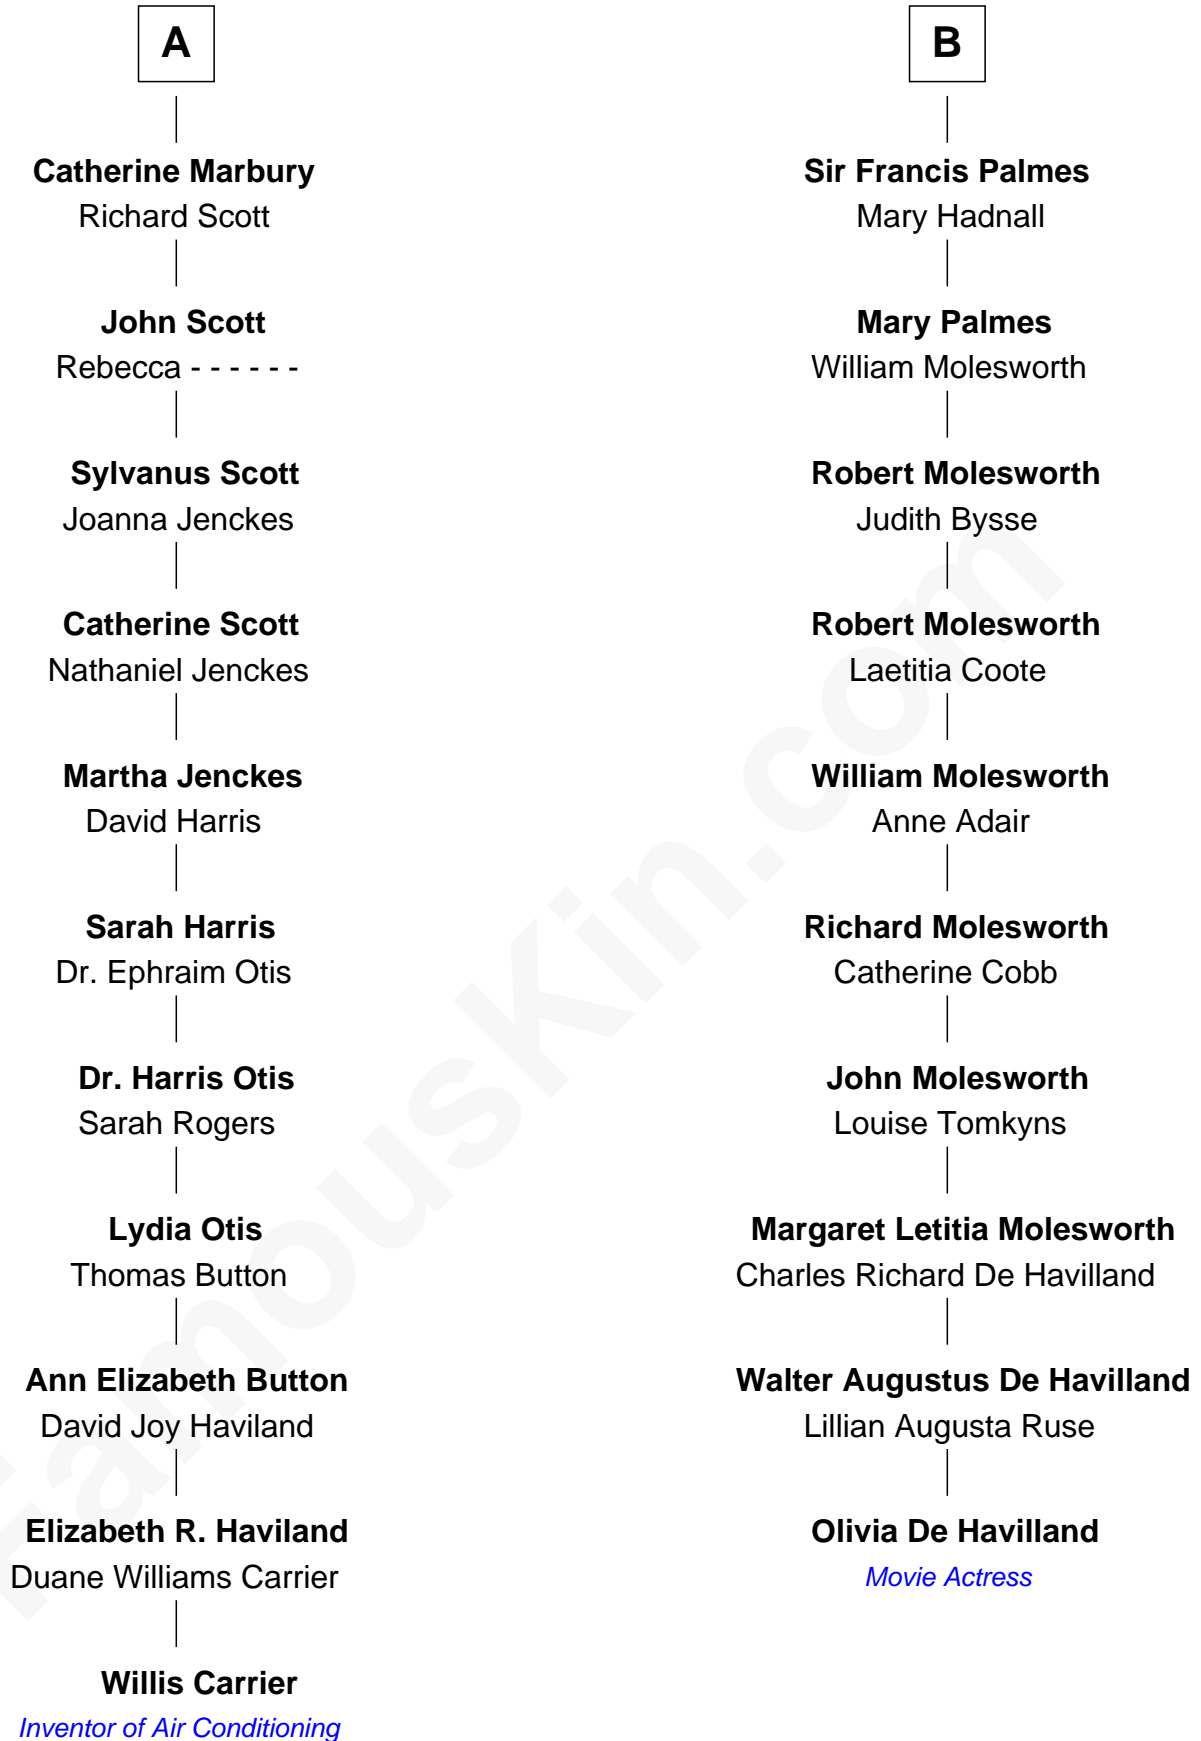 A
Catherine Marbury
Richard Scott
John Scott
Rebecca - - - - - -
Sylvanus Scott
Joanna Jenckes
Catherine Scott
Nathaniel Jenckes
Martha Jenckes
David Harris
Sarah Harris
Dr. Ephraim Otis
Dr. Harris Otis
Sarah Rogers
Lydia Otis
Thomas Button
Ann Elizabeth Button
David Joy Haviland
Elizabeth R. Haviland
Duane Williams Carrier
Willis Carrier
Inventor of Air Conditioning
B
Sir Francis Palmes
Mary Hadnall
Mary Palmes
William Molesworth
Robert Molesworth
Judith Bysse
Robert Molesworth
Laetitia Coote
William Molesworth
Anne Adair
Richard Molesworth
Catherine Cobb
John Molesworth
Louise Tomkyns
Margaret Letitia Molesworth
Charles Richard De Havilland
Walter Augustus De Havilland
Lillian Augusta Ruse
Olivia De Havilland
Movie Actress
FamousKin.com